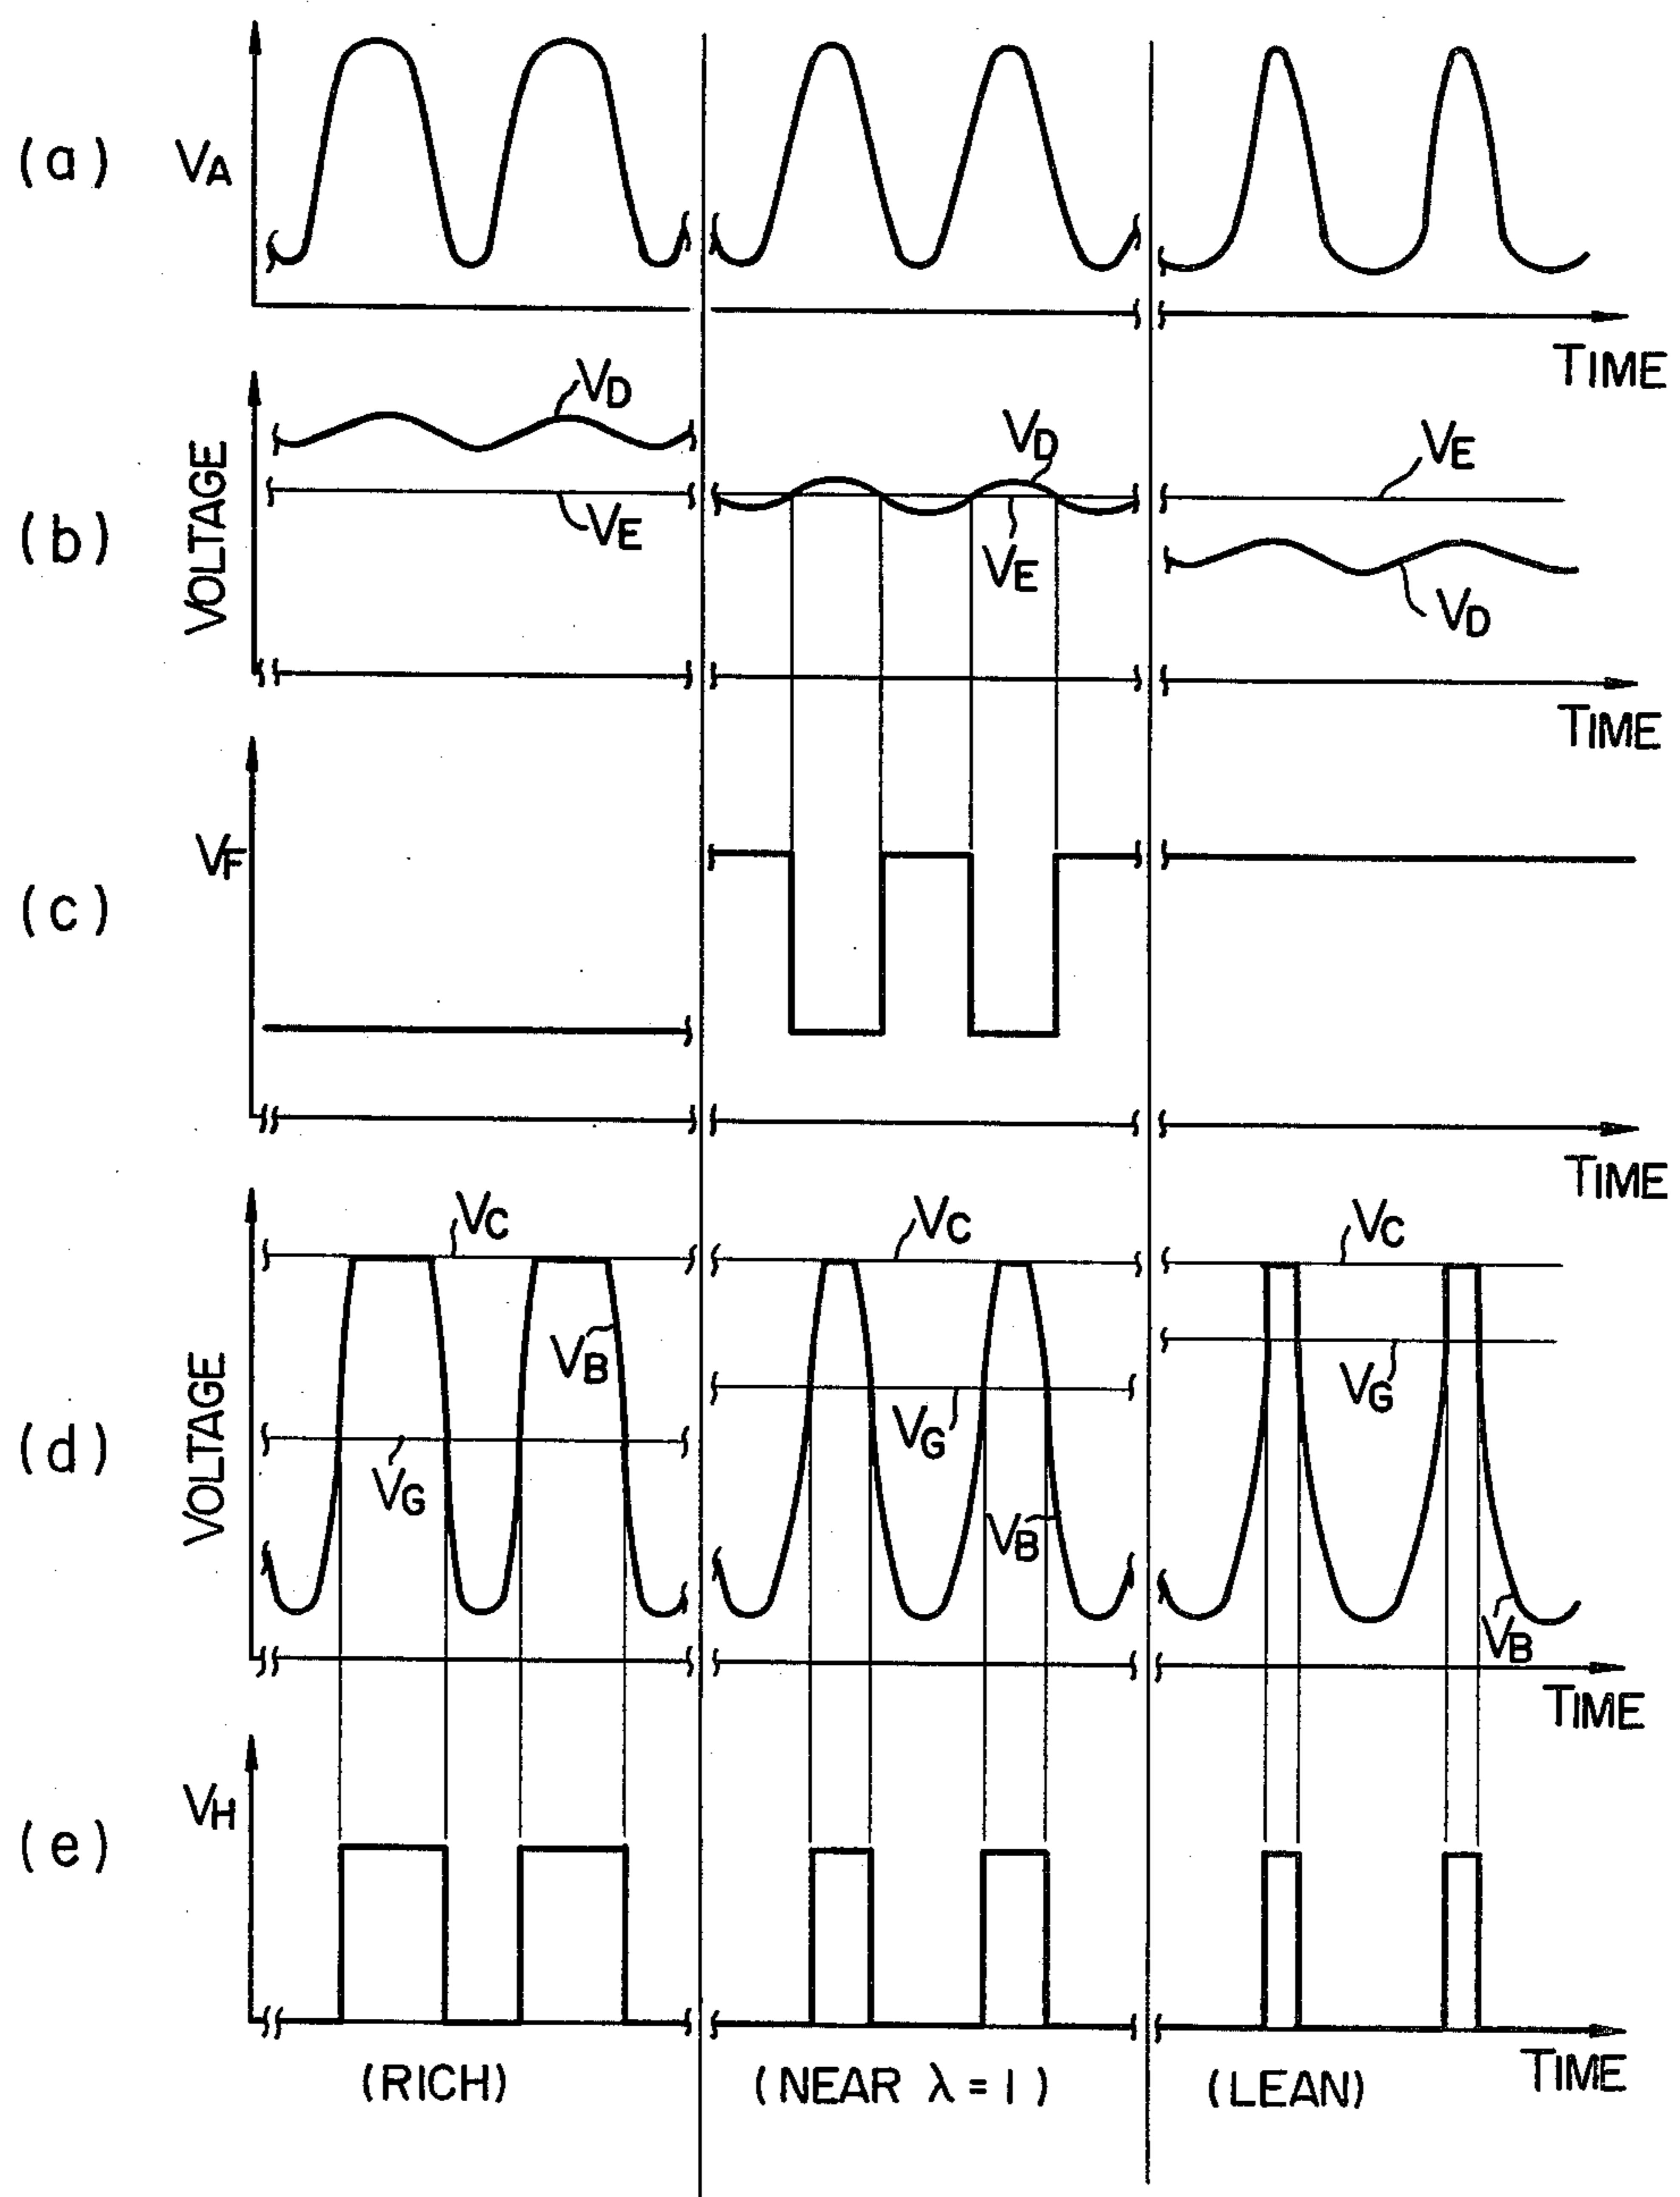 (a)
VA
TIME
(b)
VOLTAGE
VD
VE
VD
VE
VE
VD
TIME
(c)
VF
TIME
(d)
VOLTAGE
VC
VB
VG
VC
VG
VB
VC
VG
VB
TIME
(e)
VH
TIME
(RICH)
(NEAR λ = 1)
(LEAN)